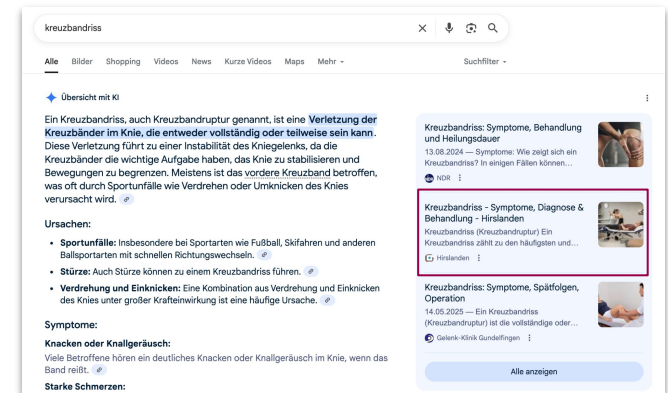 kreuzbandriss
Alle Bilder Shopping Videos News Kurze Videos Maps Mehr Suchfilter
Übersicht mit KI
Ein Kreuzbandriss, auch Kreuzbandruptur genannt, ist eine Verletzung der
Kreuzbänder im Knie, die entweder vollständig oder teilweise sein kann.
Diese Verletzung führt zu einer Instabilität des Kniegelenks, da die
Kreuzbänder die wichtige Aufgabe haben, das Knie zu stabilisieren und
Bewegungen zu begrenzen. Meistens ist das vordere Kreuzband betroffen,
was oft durch Sportunfälle wie Verdrehen oder Umknicken des Knies
verursacht wird.
Ursachen:
• Sportunfälle: Insbesondere bei Sportarten wie Fußball, Skifahren und anderen
Ballsportarten mit schnellen Richtungswechseln.
• Stürze: Auch Stürze können zu einem Kreuzbandriss führen.
• Verdrehung und Einknicken: Eine Kombination aus Verdrehung und Einknicken
des Knies unter großer Krafteinwirkung ist eine häufige Ursache.
Symptome:
Knacken oder Knallgeräusch:
Viele Betroffene hören ein deutliches Knacken oder Knallgeräusch im Knie, wenn das
Band reißt.
Starke Schmerzen:
Kreuzbandriss: Symptome, Behandlung
und Heilungsdauer
13.08.2024 — Symptome: Wie zeigt sich ein
Kreuzbandriss? In einigen Fällen können...
NDR
Kreuzbandriss - Symptome, Diagnose &
Behandlung - Hirslanden
Kreuzbandriss (Kreuzbandruptur) Ein
Kreuzbandriss zählt zu den häufigsten und...
Hirslanden
Kreuzbandriss: Symptome, Spätfolgen,
Operation
14.05.2025 — Ein Kreuzbandriss
(Kreuzbandruptur) ist die vollständige oder...
Gelenk-Klinik Gundelfingen
Alle anzeigen